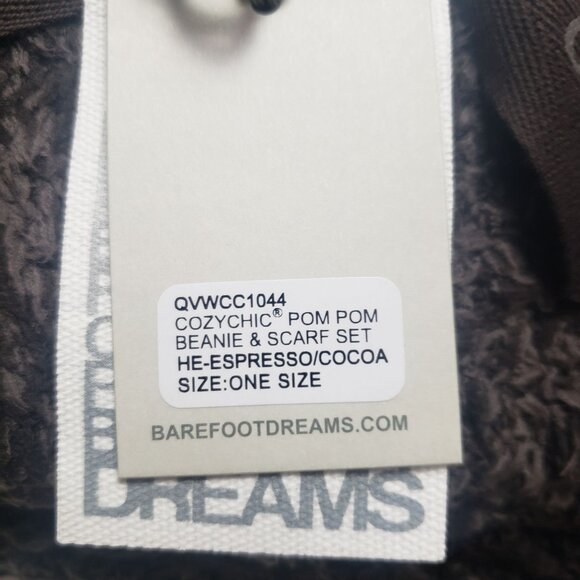 QVWCC1044
COZYCHIC® POM POM
BEANIE & SCARF SET
HE-ESPRESSO/COCOA
SIZE:ONE SIZE
BAREFOOTDREAMS.COM
DREAMS